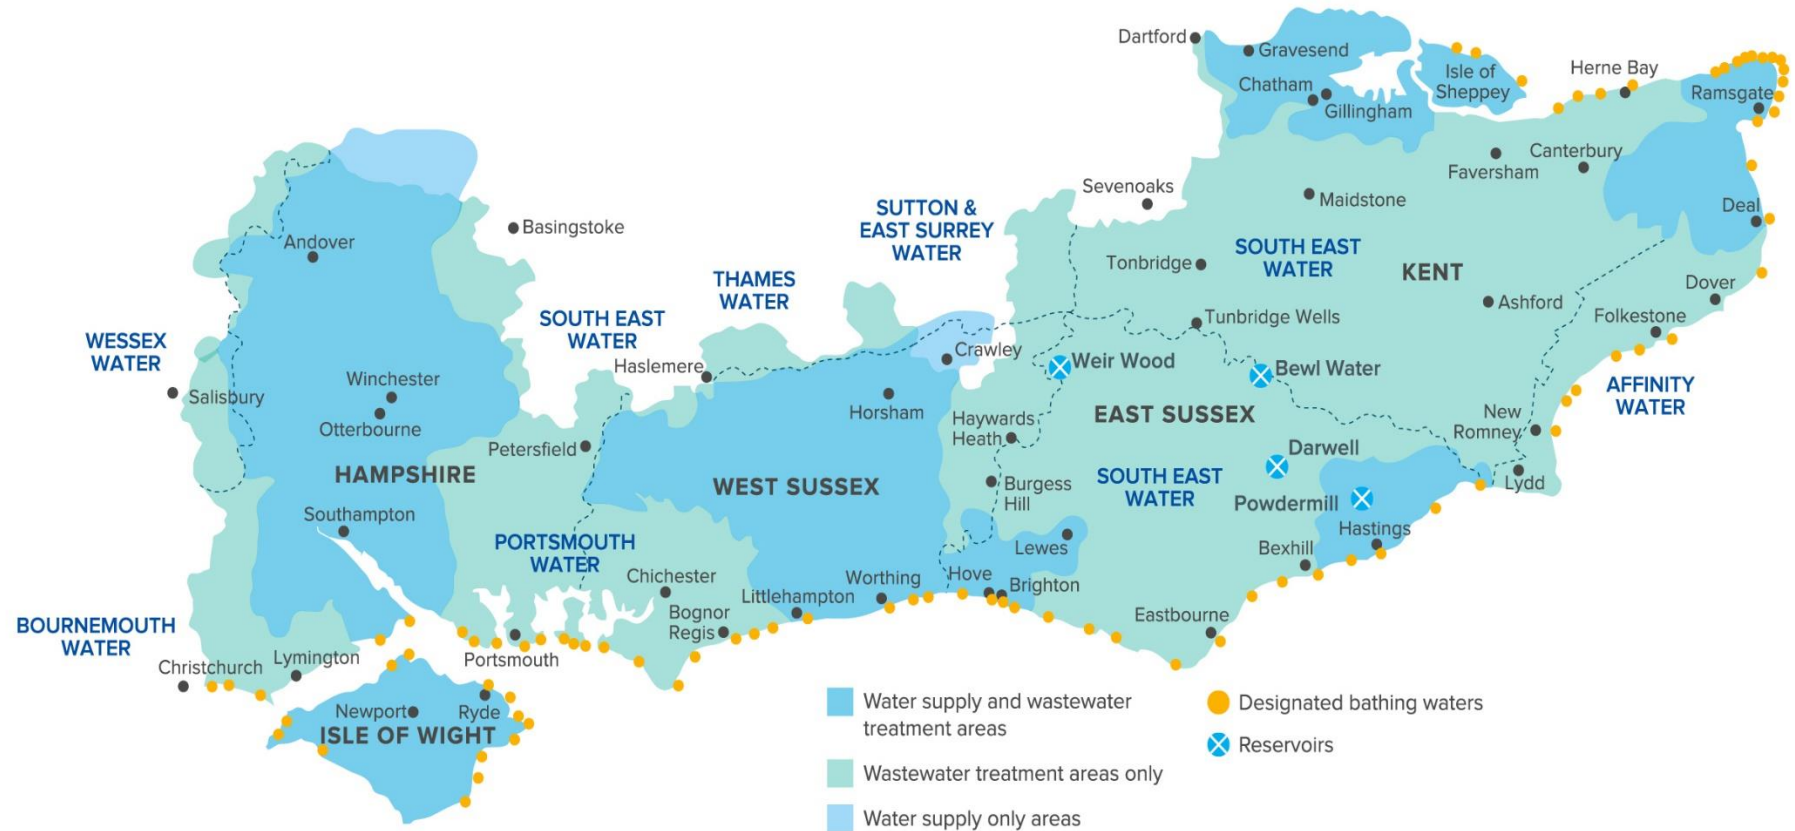 Dartford
Gravesend
Chatham
Gillingham
Isle of
Sheppey
Herne Bay
Ramsgate
Sevenoaks
Maidstone
Faversham
Canterbury
Deal
Basingstoke
Andover
SUTTON &
EAST SURREY
WATER
THAMES
WATER
SOUTH EAST
WATER
Tonbridge
SOUTH EAST
WATER
KENT
Ashford
Dover
Folkestone
Tunbridge Wells
WESSEX
WATER
Salisbury
Winchester
Otterbourne
Haslemere
Crawley
Horsham
Weir Wood
Bewl Water
AFFINITY
WATER
New
Romney
Lydd
EAST SUSSEX
Haywards
Heath
Petersfield
HAMPSHIRE
WEST SUSSEX
Burgess
Hill
SOUTH EAST
WATER
Darwell
Powdermill
Hastings
Southampton
PORTSMOUTH
WATER
Lewes
Bexhill
Chichester
Worthing
Hove
Brighton
Littlehampton
Bognor
Regis
Eastbourne
BOURNEMOUTH
WATER
Christchurch
Lymington
Portsmouth
Newport
Ryde
ISLE OF WIGHT
Water supply and wastewater
treatment areas
Wastewater treatment areas only
Water supply only areas
Designated bathing waters
Reservoirs